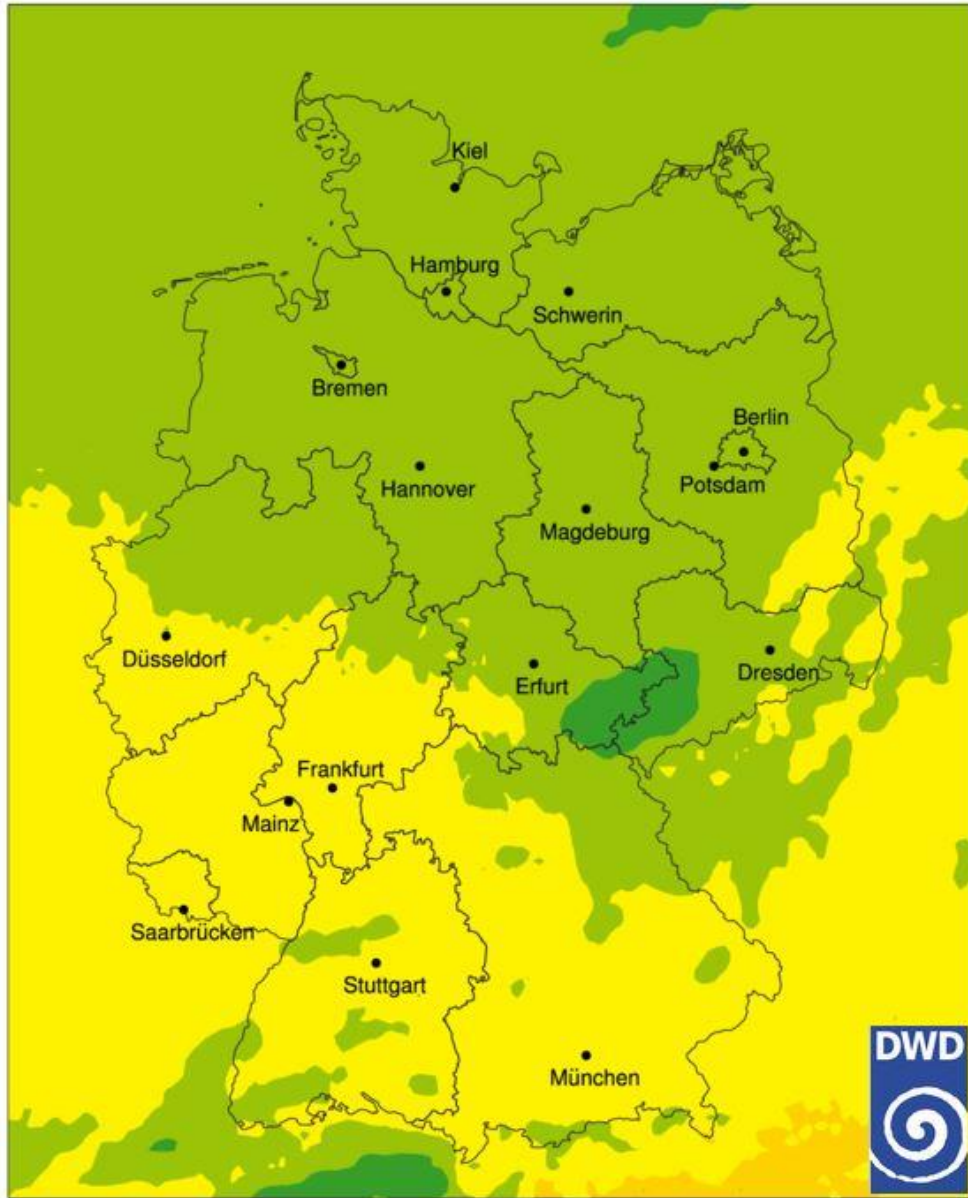 Kiel
Hamburg
Schwerin
Bremen
Berlin
Hannover
Potsdam
Magdeburg
Düsseldorf
Erfurt
Dresden
Frankfurt
Mainz
Saarbrücken
Stuttgart
München
DWD